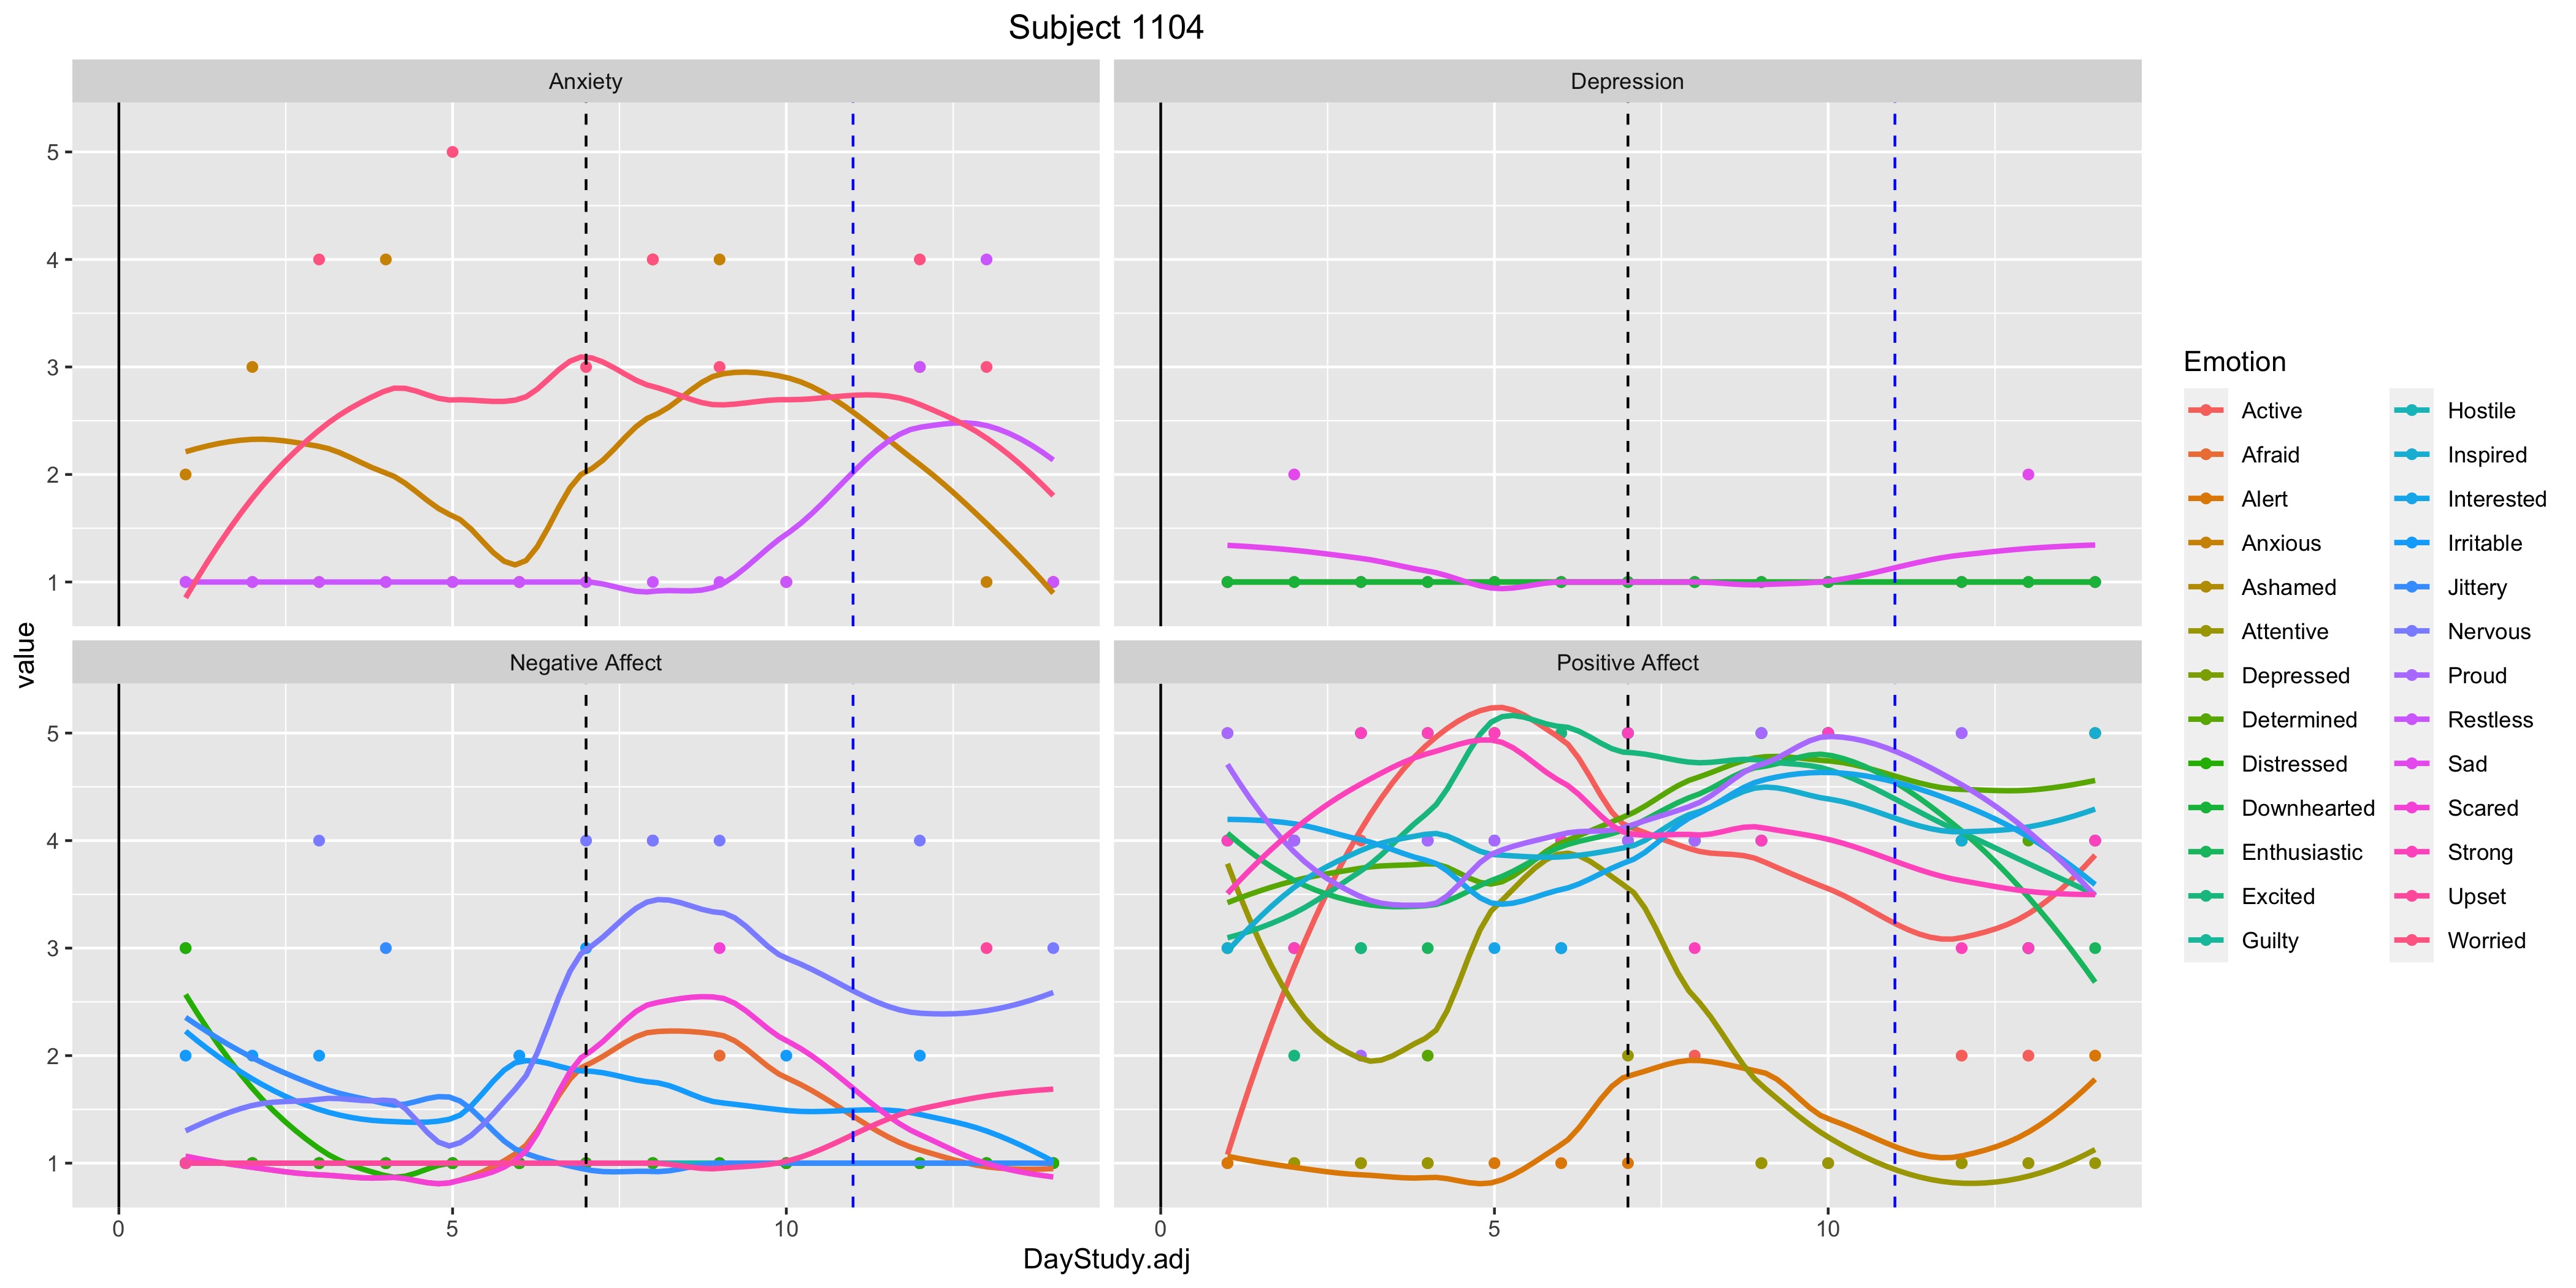 Subject 1104
Anxiety
Depression
5
4
3
2
1
value
Negative Affect
Positive Affect
5
4
3
2
1
0
5
10
0
5
10
DayStudy.adj
Emotion
Active
Afraid
Alert
Anxious
Ashamed
Attentive
Depressed
Determined
Distressed
Downhearted
Enthusiastic
Excited
Guilty
Hostile
Inspired
Interested
Irritable
Jittery
Nervous
Proud
Restless
Sad
Scared
Strong
Upset
Worried